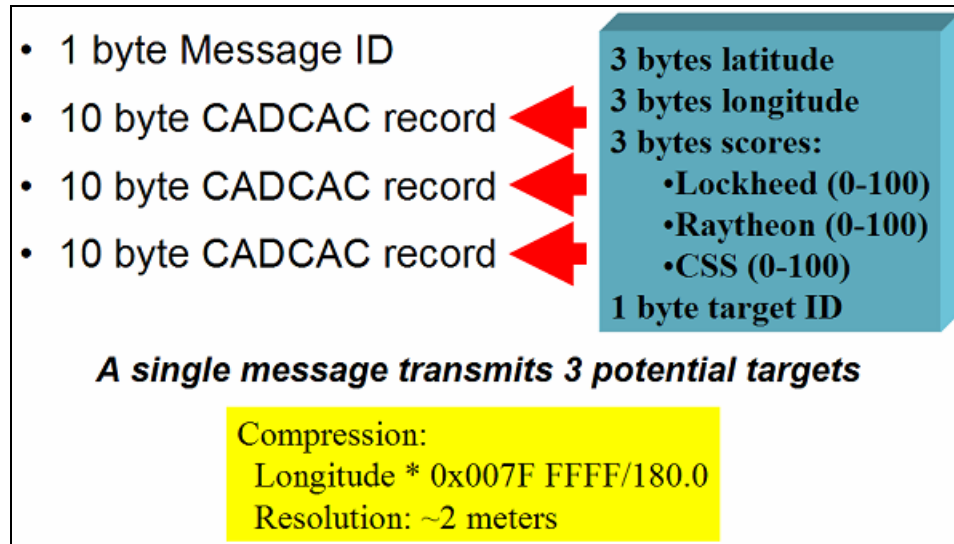 • 1 byte Message ID
• 10 byte CADCAC record
• 10 byte CADCAC record
• 10 byte CADCAC record
3 bytes latitude
3 bytes longitude
3 bytes scores:
•Lockheed (0-100)
•Raytheon (0-100)
•CSS (0-100)
1 byte target ID
A single message transmits 3 potential targets
Compression:
Longitude * 0x007F FFFF/180.0
Resolution: ~2 meters